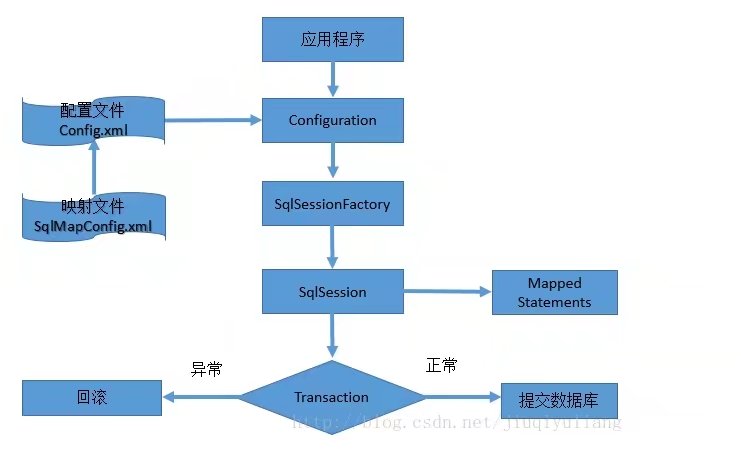 应用程序
配置文件
Config.xml
Configuration
映射文件
SqlMapConfig.xml
SqlSessionFactory
SqlSession
Mapped
Statements
异常
正常
回滚
Transaction
提交数据库
http://blog.csdn.net/jiuqiyuliang